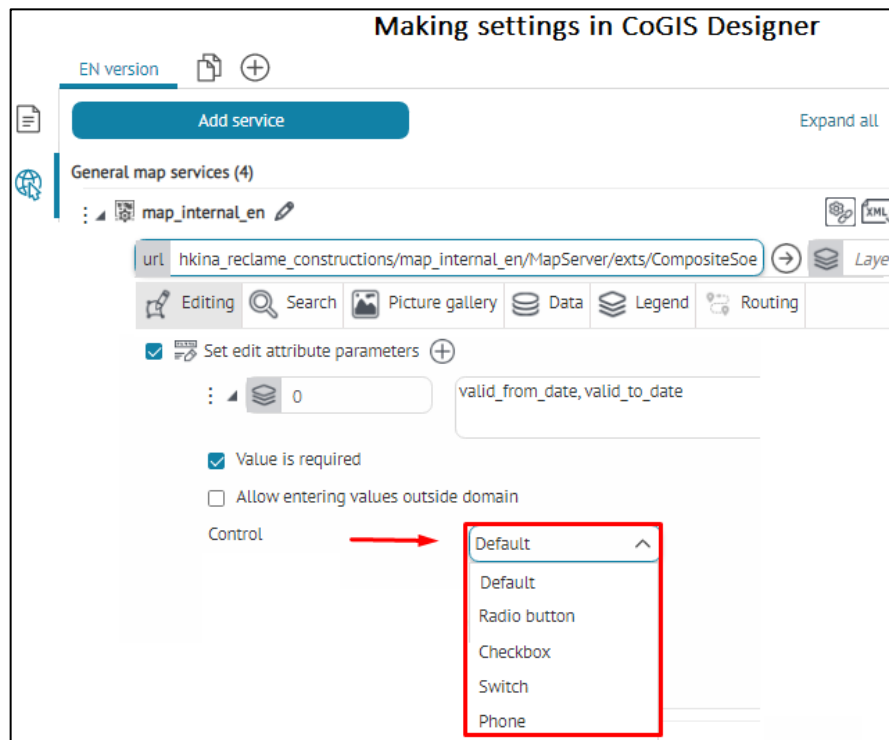 Making settings in CoGIS Designer
EN version
Add service
Expand all
General map services (4)
map_internal_en
XML
url hkina_reclame_constructions/map_internal_en/MapServer/exts/CompositeSoe
Laye
Editing Search Picture gallery Data Legend Routing
Set edit attribute parameters
0 valid_from_date, valid_to_date
Value is required
Allow entering values outside domain
Control Default
Default
Radio button
Checkbox
Switch
Phone